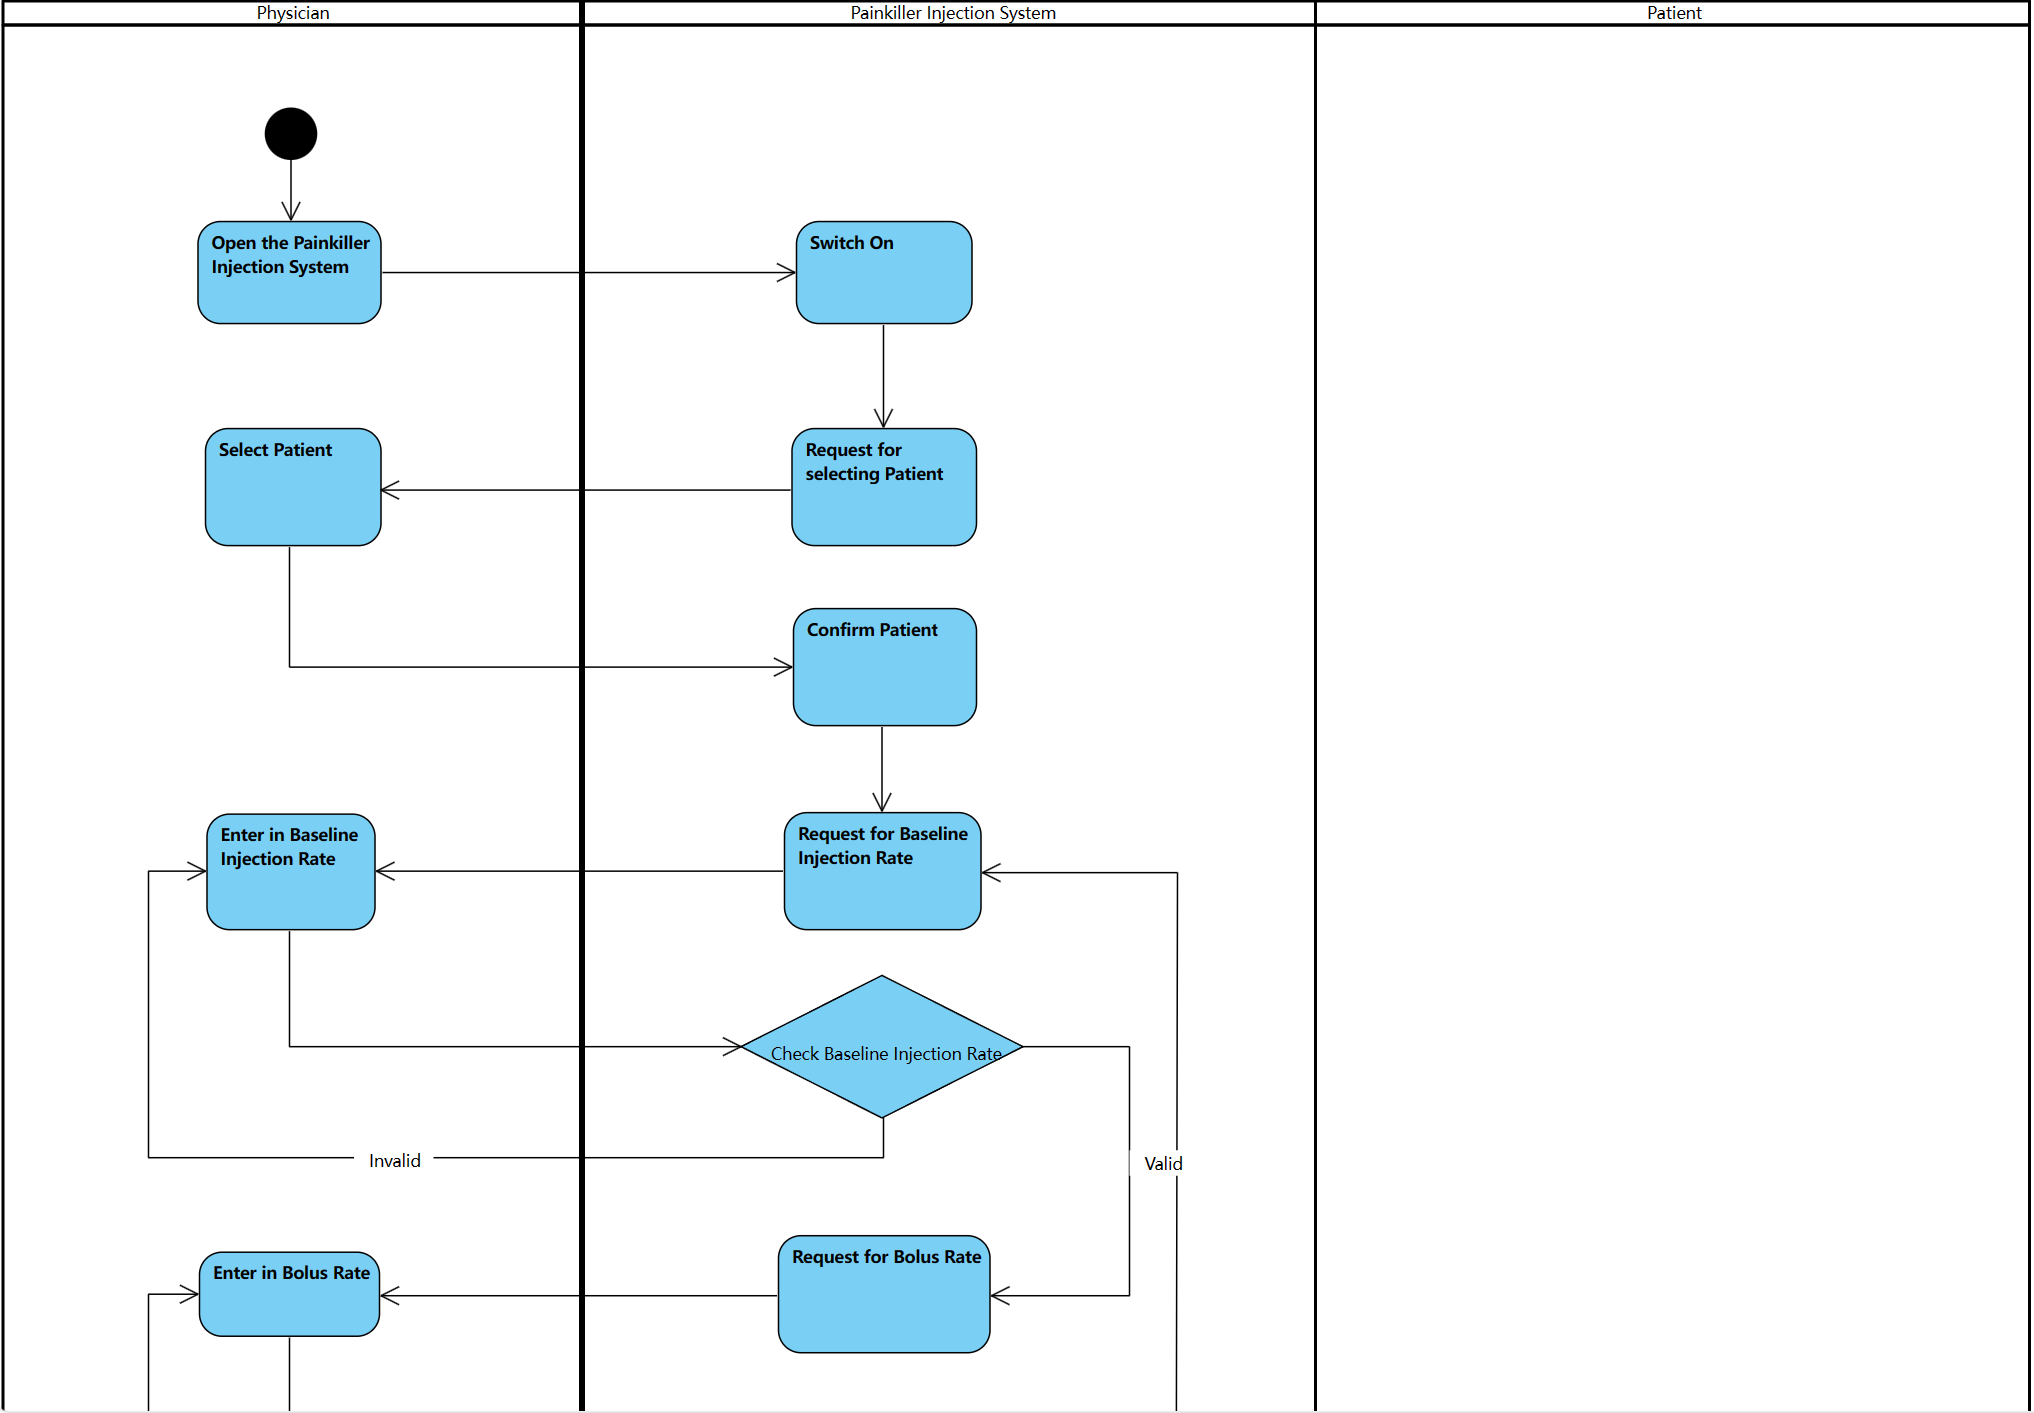 Physician
Painkiller Injection System
Patient
Open the Painkiller
Injection System
Switch On
Select Patient
Request for
selecting Patient
Confirm Patient
Enter in Baseline
Injection Rate
Request for Baseline
Injection Rate
Check Baseline Injection Rate
Invalid
Valid
Enter in Bolus Rate
Request for Bolus Rate